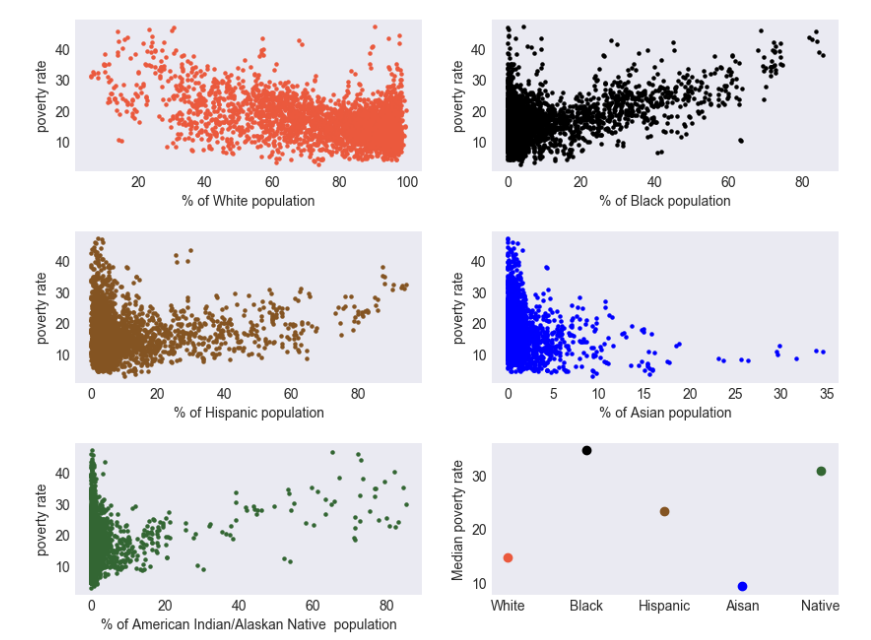 poverty rate
40
30
20
10
20 40 60 80 100
% of White population
poverty rate
40
30
20
10
0 20 40 60 80
% of Black population
poverty rate
40
30
20
10
0 20 40 60 80
% of Hispanic population
poverty rate
40
30
20
10
0 5 10 15 20 25 30 35
% of Asian population
poverty rate
40
30
20
10
0 20 40 60 80
% of American Indian/Alaskan Native population
Median poverty rate
30
20
10
White Black Hispanic Aisan Native